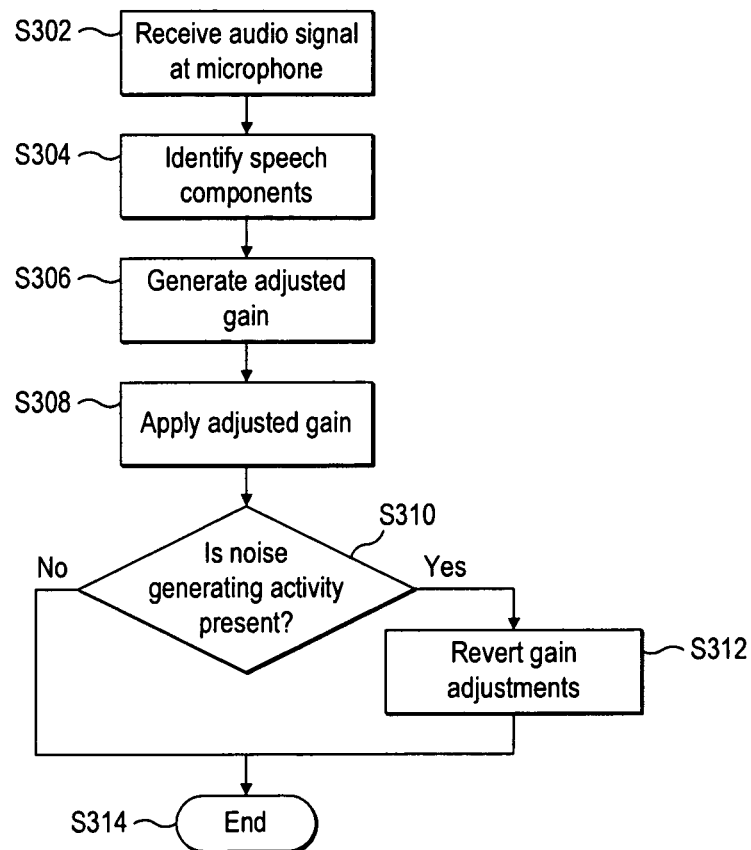 S302
Receive audio signal
at microphone
S304
Identify speech
components
S306
Generate adjusted
gain
S308
Apply adjusted gain
S310
Is noise
generating activity
present?
No
Yes
Revert gain
adjustments
S312
S314
End